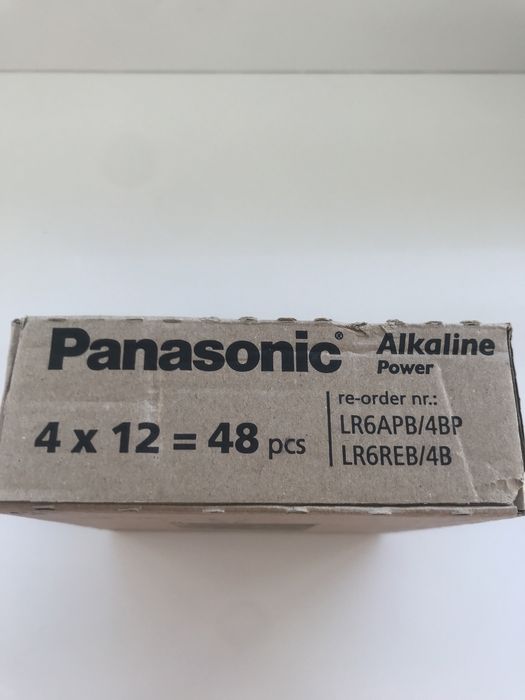 Panasonic®
Alkaline
Power
4 x 12 = 48 pcs
re-order nr.:
LR6APB/4BP
LR6REB/4B